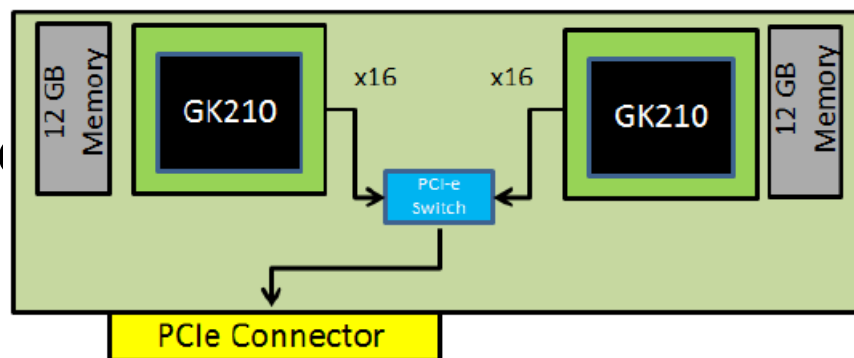 12 GB
Memory
GK210
x16
x16
GK210
12 GB
Memory
PCI-e
Switch
PCIe Connector